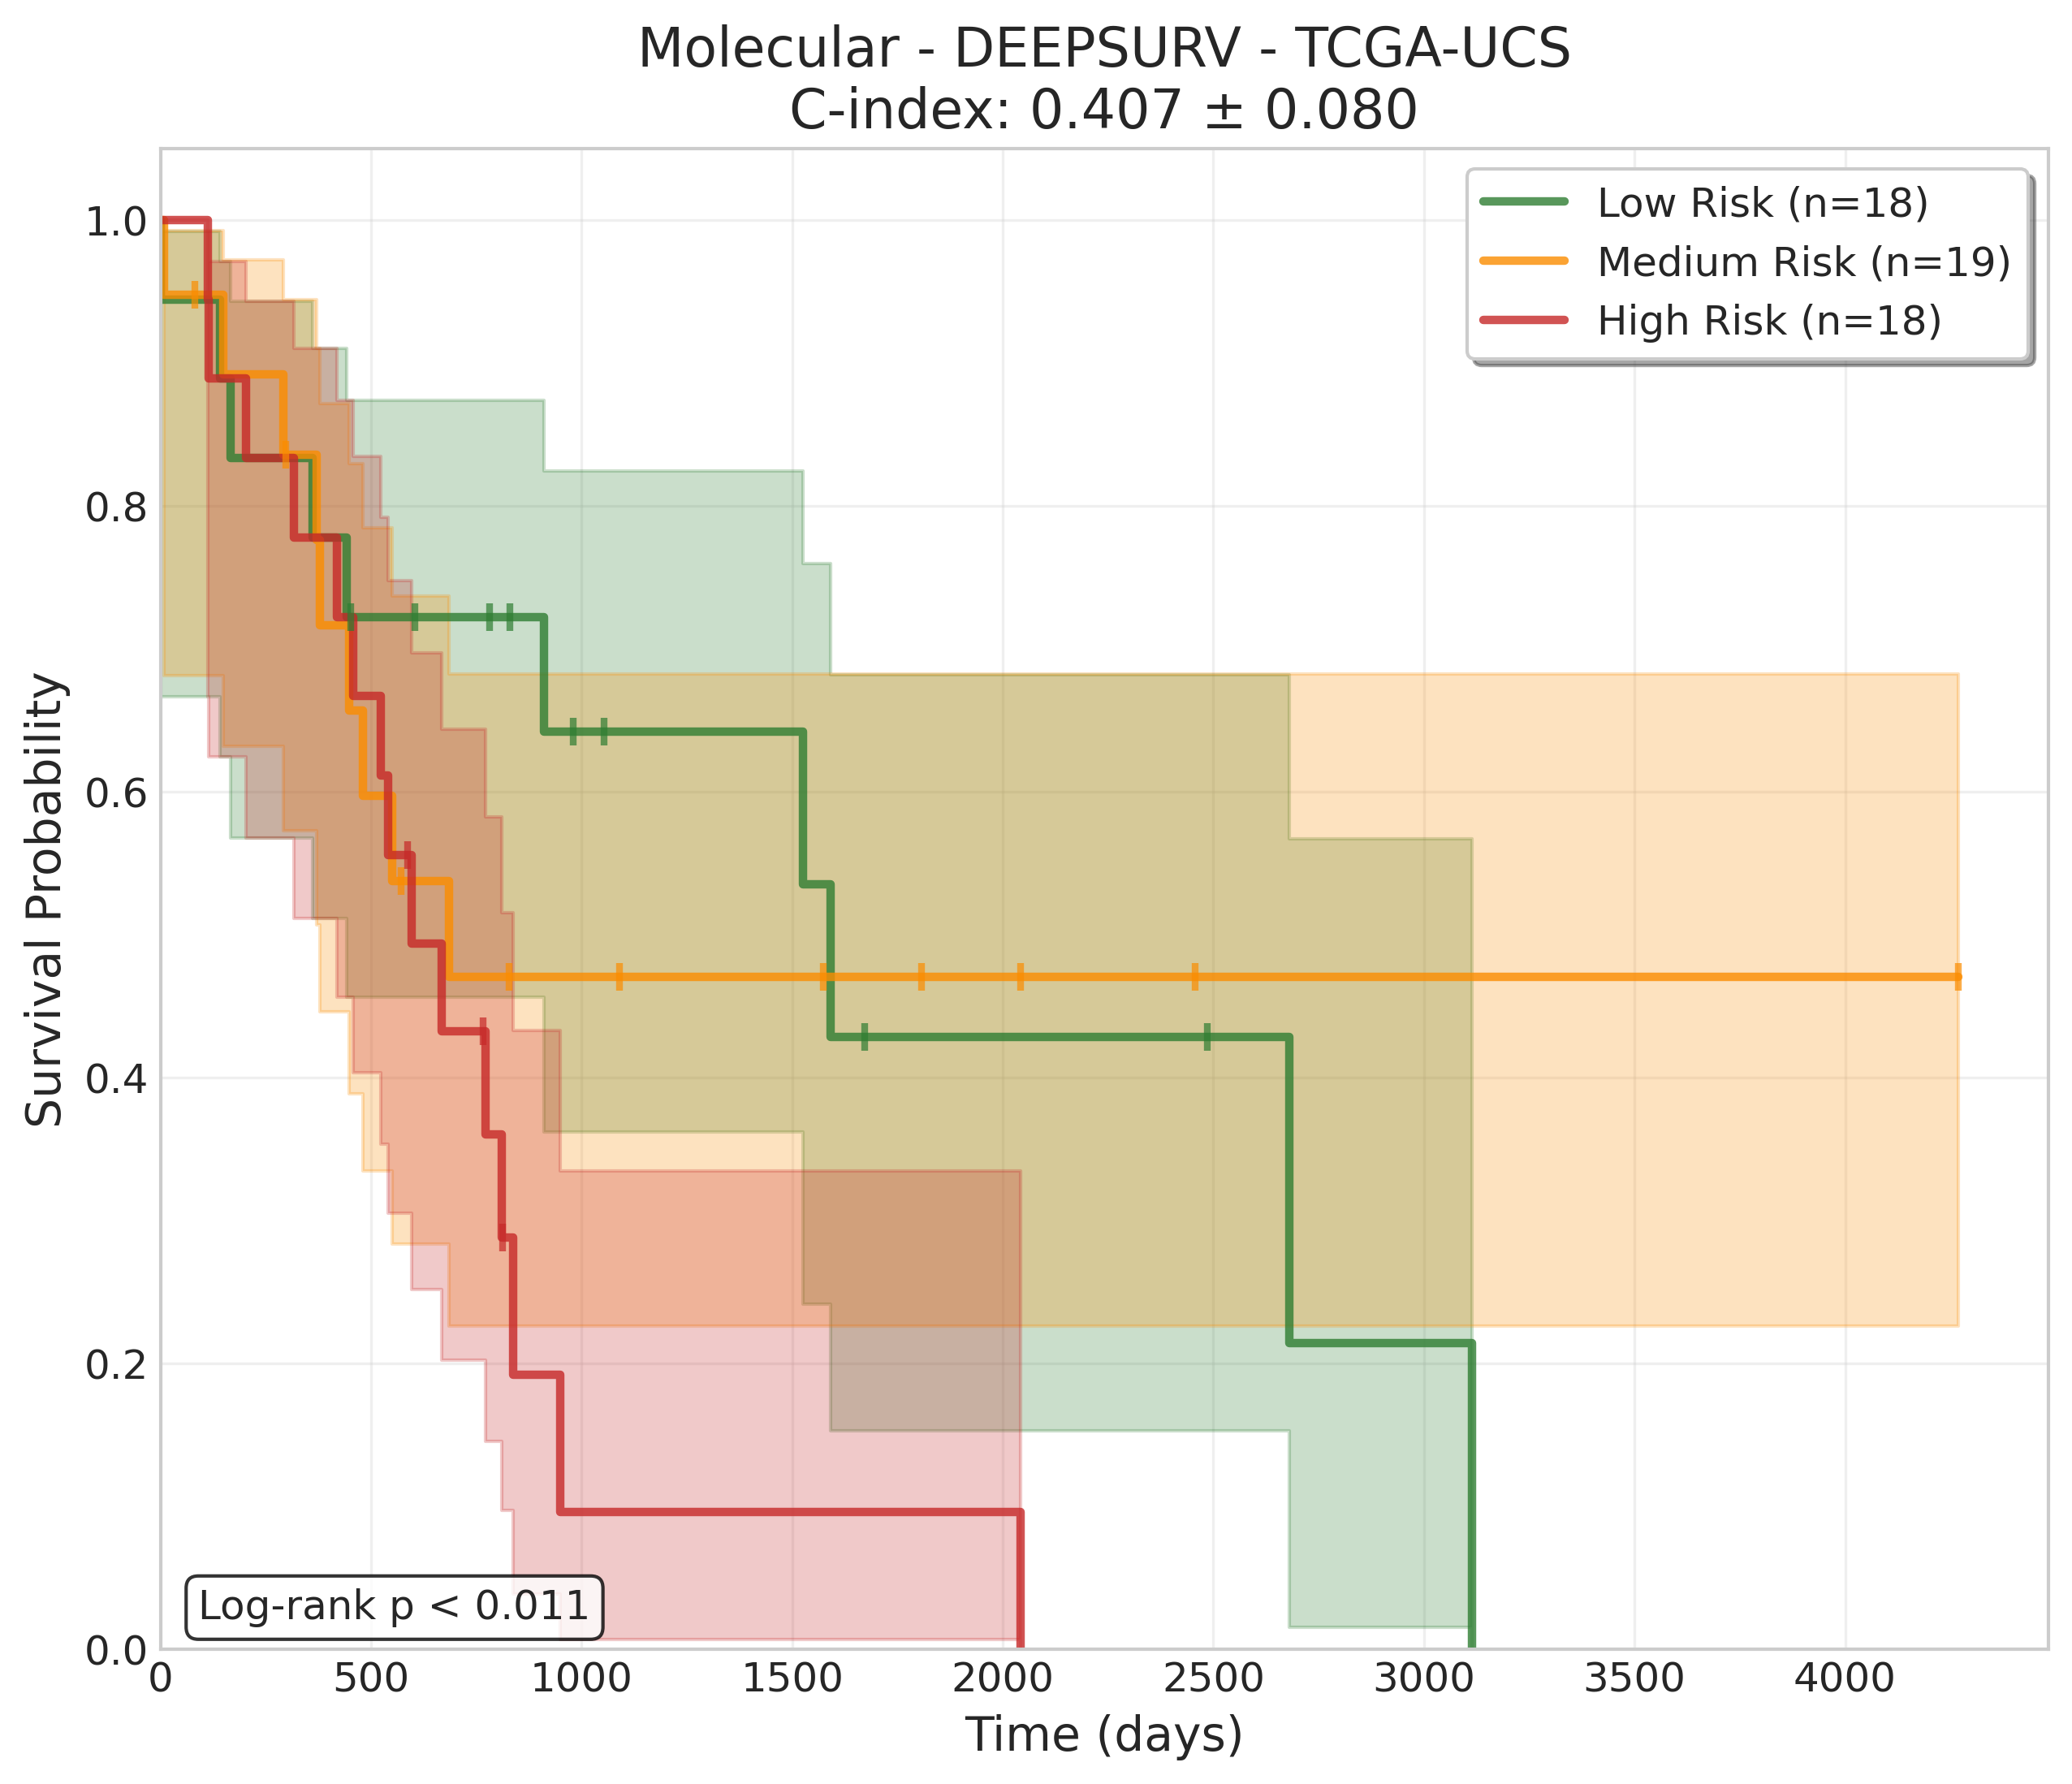 Molecular - DEEPSURV - TCGA-UCS
C-index: 0.407 ± 0.080
Low Risk (n=18)
Medium Risk (n=19)
High Risk (n=18)
Survival Probability
1.0
0.8
0.6
0.4
0.2
0.0
Log-rank p < 0.011
0 500 1000 1500 2000 2500 3000 3500 4000
Time (days)